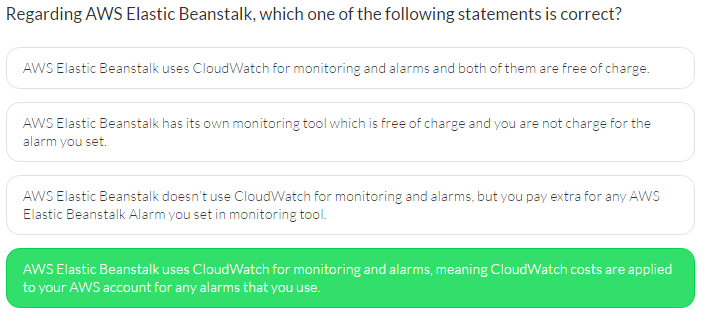 Regarding AWS Elastic Beanstalk, which one of the following statements is correct?
AWS Elastic Beanstalk uses CloudWatch for monitoring and alarms and both of them are free of charge.
AWS Elastic Beanstalk has its own monitoring tool which is free of charge and you are not charge for the
alarm you set.
AWS Elastic Beanstalk doesn't use CloudWatch for monitoring and alarms, but you pay extra for any AWS
Elastic Beanstalk Alarm you set in monitoring tool.
AWS Elastic Beanstalk uses CloudWatch for monitoring and alarms, meaning CloudWatch costs are applied
to your AWS account for any alarms that you use.